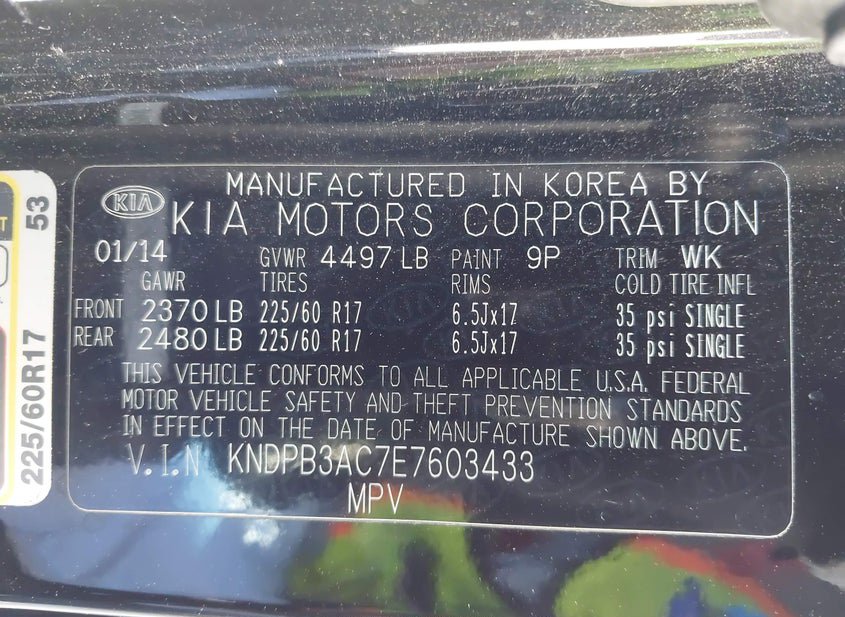 KIA
MANUFACTURED IN KOREA BY
KIA MOTORS CORPORATION
01/14 GVWR 4497 LB PAINT 9P TRIM WK
GAWR TIRES RIMS COLD TIRE INFL
FRONT 2370 LB 225/60 R17 6.5Jx17 35 psi SINGLE
REAR 2480 LB 225/60 R17 6.5Jx17 35 psi SINGLE
THIS VEHICLE CONFORMS TO ALL APPLICABLE U.S.A. FEDERAL
MOTOR VEHICLE SAFETY AND THEFT PREVENTION STANDARDS
IN EFFECT ON THE DATE OF MANUFACTURE SHOWN ABOVE.
V.I.N KNDPB3AC7E7603433
MPV
225/60R17 53